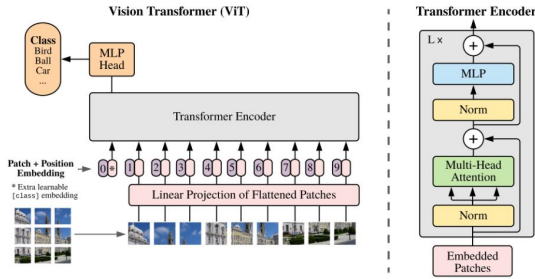 Vision Transformer (ViT)
Class
Bird
Ball
Car
...
MLP
Head
Transformer Encoder
Patch + Position
Embedding
* Extra learnable
[class] embedding
0 * 1 2 3 4 5 6 7 8 9
Linear Projection of Flattened Patches
Transformer Encoder
L x
+
MLP
Norm
+
Multi-Head
Attention
Norm
Embedded
Patches